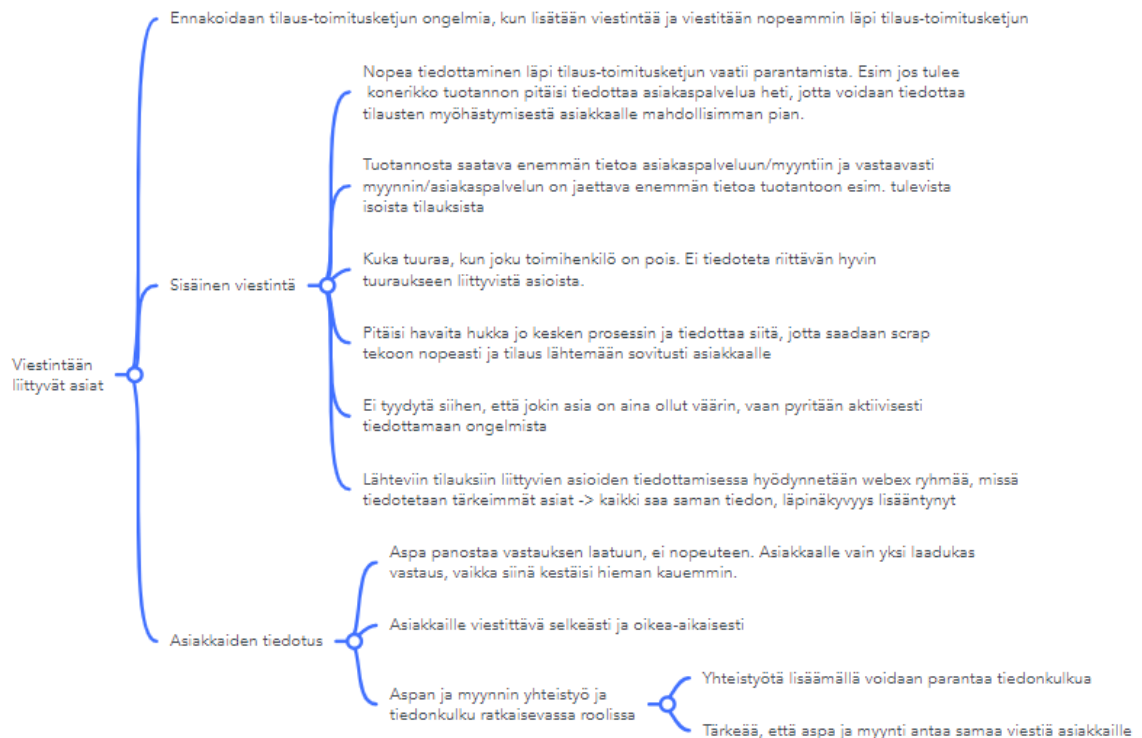 Ennakoidaan tilaus-toimitusketjun ongelmia, kun lisätään viestintää ja viestitään nopeammin läpi tilaus-toimitusketjun
Nopea tiedottaminen läpi tilaus-toimitusketjun vaatii parantamista. Esim jos tulee
konerikko tuotannon pitäisi tiedottaa asiakaspalvelua heti, jotta voidaan tiedottaa
tilausten myöhästymisestä asiakkaalle mahdollisimman pian.
Tuotannosta saatava enemmän tietoa asiakaspalveluun/myyntiin ja vastaavasti
myynnin/asiakaspalvelun on jaettava enemmän tietoa tuotantoon esim. tulevista
isoista tilauksista
Kuka tuuraa, kun joku toimihenkilö on pois. Ei tiedoteta riittävän hyvin
tuuraukseen liittyvistä asioista.
Sisäinen viestintä
Pitäisi havaita hukka jo kesken prosessin ja tiedottaa siitä, jotta saadaan scrap
tekoon nopeasti ja tilaus lähtemään sovitusti asiakkaalle
Viestintään
liittyvät asiat
Ei tyydytä siihen, että jokin asia on aina ollut väärin, vaan pyritään aktiivisesti
tiedottamaan ongelmista
Lähteviin tilauksiin liittyvien asioiden tiedottamisessa hyödynnetään webex ryhmää, missä
tiedotetaan tärkeimmät asiat -> kaikki saa saman tiedon, läpinäkyvyys lisääntynyt
Aspa panostaa vastauksen laatuun, ei nopeuteen. Asiakkaalle vain yksi laadukas
vastaus, vaikka siinä kestäisi hieman kauemmin.
Asiakkaiden tiedotus
Asiakkaille viestittävä selkeästi ja oikea-aikaisesti
Aspan ja myynnin yhteistyö ja
tiedonkulku ratkaisevassa roolissa
Yhteistyötä lisäämällä voidaan parantaa tiedonkulkua
Tärkeää, että aspa ja myynti antaa samaa viestiä asiakkaille